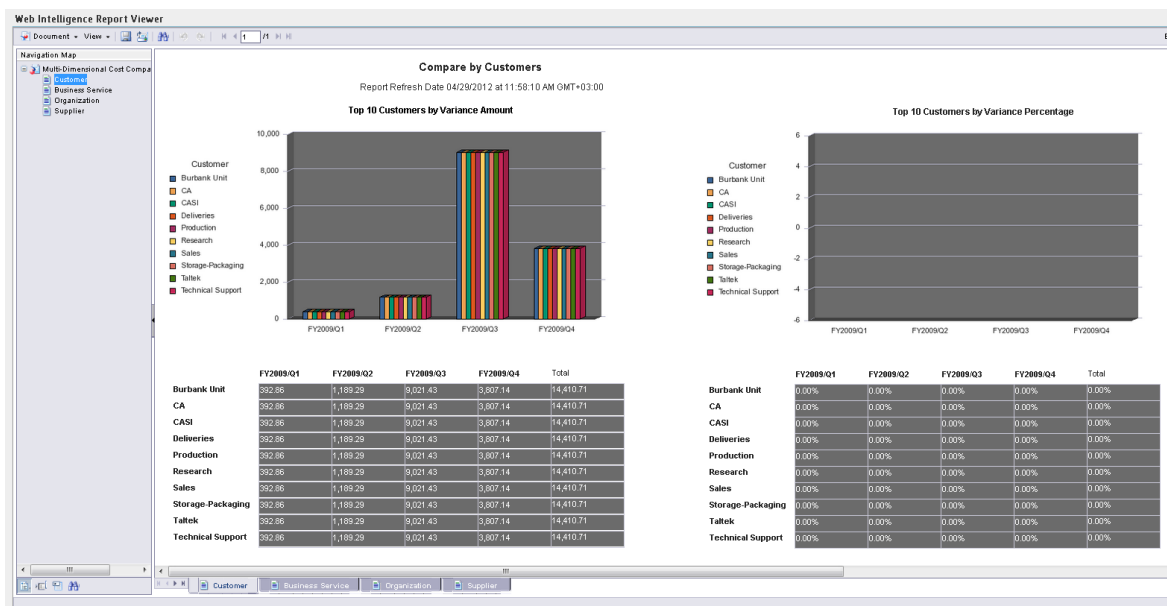 Web Intelligence Report Viewer
Document View 1 /1
Navigation Map
Multi-Dimensional Cost Compa
Customer
Business Service
Organization
Supplier
Compare by Customers
Report Refresh Date 04/29/2012 at 11:58:10 AM GMT+03:00
Top 10 Customers by Variance Amount
Customer
Burbank Unit
CA
CASI
Deliveries
Production
Research
Sales
Storage-Packaging
Taltek
Technical Support
10,000
8,000
6,000
4,000
2,000
0
FY2009/Q1 FY2009/Q2 FY2009/Q3 FY2009/Q4
Top 10 Customers by Variance Percentage
Customer
Burbank Unit
CA
CASI
Deliveries
Production
Research
Sales
Storage-Packaging
Taltek
Technical Support
6
4
2
0
-2
-4
-6
FY2009/Q1 FY2009/Q2 FY2009/Q3 FY2009/Q4
FY2009/Q1 FY2009/Q2 FY2009/Q3 FY2009/Q4 Total
Burbank Unit 392.86 1,189.29 9,021.43 3,807.14 14,410.71
CA 392.86 1,189.29 9,021.43 3,807.14 14,410.71
CASI 392.86 1,189.29 9,021.43 3,807.14 14,410.71
Deliveries 392.86 1,189.29 9,021.43 3,807.14 14,410.71
Production 392.86 1,189.29 9,021.43 3,807.14 14,410.71
Research 392.86 1,189.29 9,021.43 3,807.14 14,410.71
Sales 392.86 1,189.29 9,021.43 3,807.14 14,410.71
Storage-Packaging 392.86 1,189.29 9,021.43 3,807.14 14,410.71
Taltek 392.86 1,189.29 9,021.43 3,807.14 14,410.71
Technical Support 392.86 1,189.29 9,021.43 3,807.14 14,410.71
FY2009/Q1 FY2009/Q2 FY2009/Q3 FY2009/Q4 Total
Burbank Unit 0.00% 0.00% 0.00% 0.00% 0.00%
CA 0.00% 0.00% 0.00% 0.00% 0.00%
CASI 0.00% 0.00% 0.00% 0.00% 0.00%
Deliveries 0.00% 0.00% 0.00% 0.00% 0.00%
Production 0.00% 0.00% 0.00% 0.00% 0.00%
Research 0.00% 0.00% 0.00% 0.00% 0.00%
Sales 0.00% 0.00% 0.00% 0.00% 0.00%
Storage-Packaging 0.00% 0.00% 0.00% 0.00% 0.00%
Taltek 0.00% 0.00% 0.00% 0.00% 0.00%
Technical Support 0.00% 0.00% 0.00% 0.00% 0.00%
Customer Business Service Organization Supplier